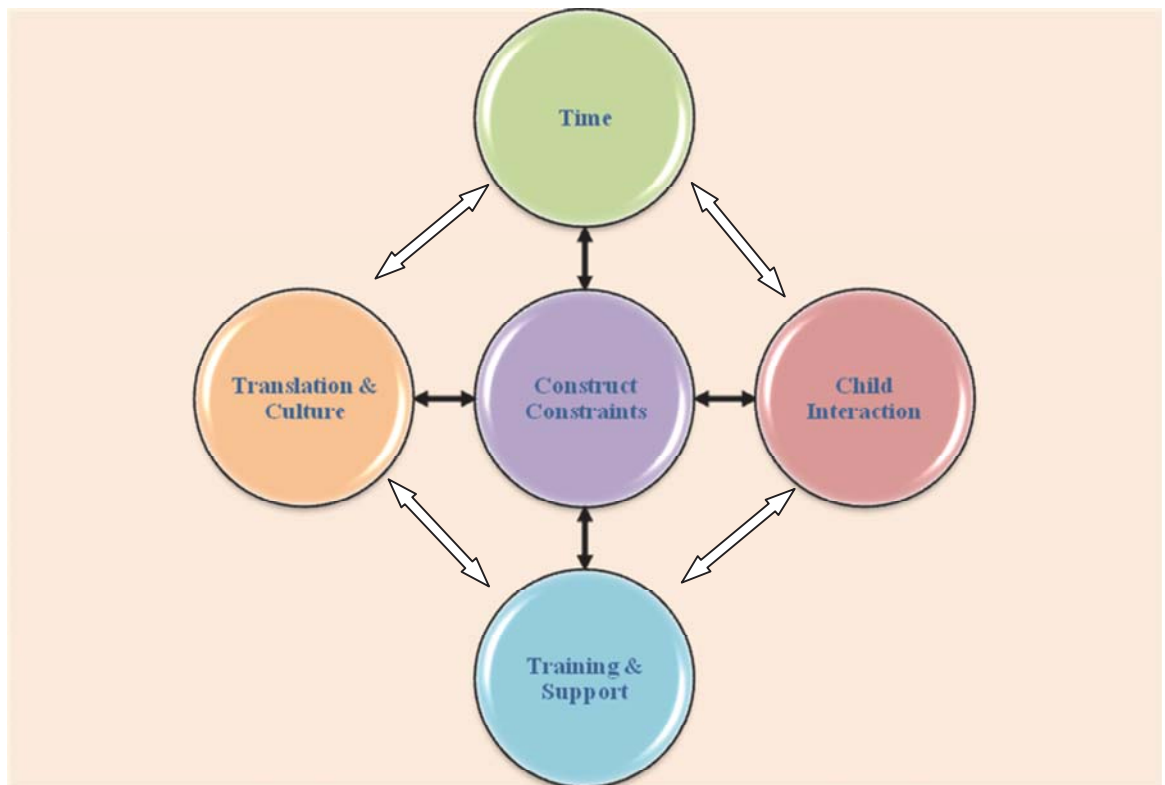 Time
Translation &
Culture
Construct
Constraints
Child
Interaction
Training &
Support